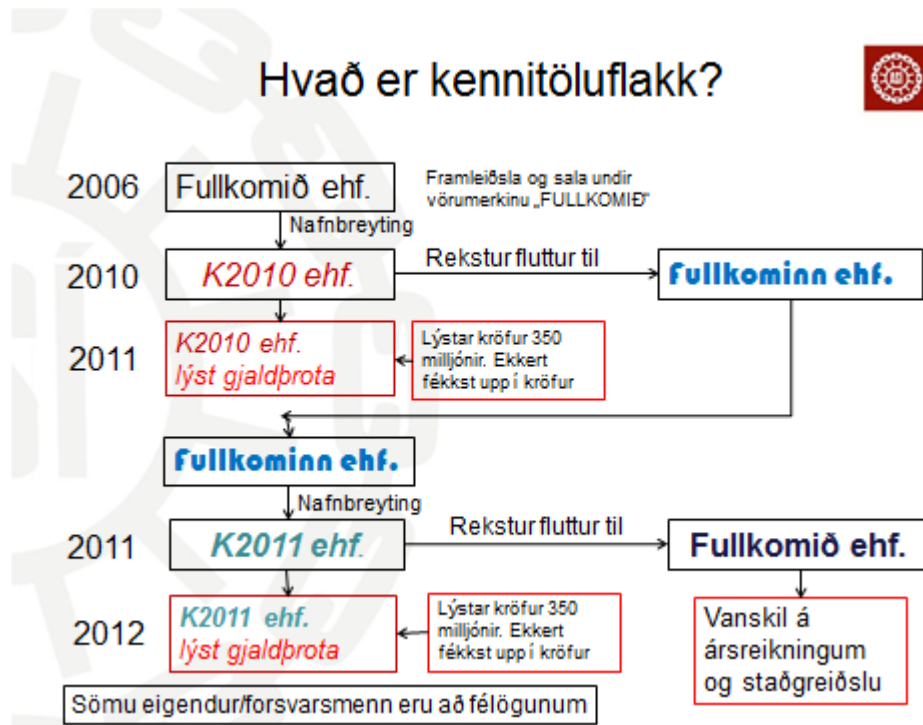 Hvað er kennitöluflakk?
2006
Fullkomið ehf.
Framleiðsla og sala undir
vörumerkinu „FULLKOMIÐ"
Nafnbreyting
2010
K2010 ehf.
Rekstur fluttur til
Fullkominn ehf.
2011
K2010 ehf.
lýst gjaldþrota
Lýstar kröfur 350
milljónir. Ekkert
fékkst upp í kröfur
Fullkominn ehf.
Nafnbreyting
2011
K2011 ehf.
Rekstur fluttur til
Fullkomið ehf.
2012
K2011 ehf.
lýst gjaldþrota
Lýstar kröfur 350
milljónir. Ekkert
fékkst upp í kröfur
Vanskil á
ársreikningum
og staðgreiðslu
Sömu eigendur/forsvarsmenn eru að félögunum